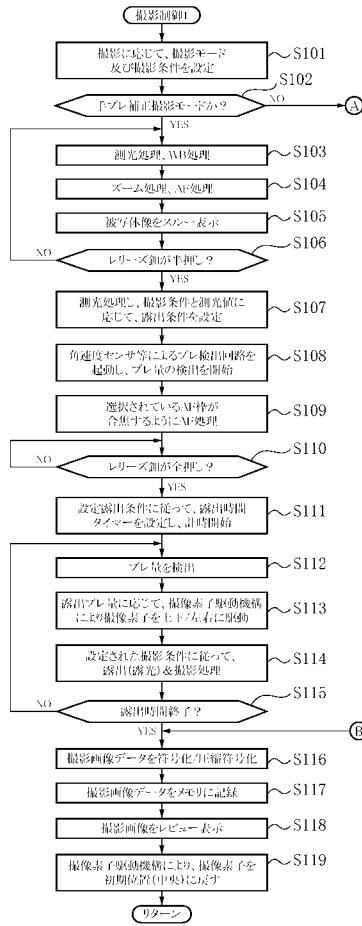 撮影制御1
撮影に応じて、撮影モード
及び撮影条件を設定
S101
手ブレ補正撮影モードか?
S102
NO
A
YES
測光処理、WB処理
S103
ズーム処理、AF処理
S104
被写体像をスルー表示
S105
レリーズ釦が半押し?
S106
NO
YES
測光処理し、撮影条件と測光値に
応じて、露出条件を設定
S107
角速度センサ等によるブレ検出回路を
起動し、ブレ量の検出を開始
S108
選択されているAF枠が
合焦するようにAF処理
S109
レリーズ釦が全押し?
S110
NO
YES
設定露出条件に従って、露出時間
タイマーを設定し、計時開始
S111
ブレ量を検出
S112
露出ブレ量に応じて、撮像素子駆動機構
により撮像素子を上下/左右に駆動
S113
設定された撮影条件に従って、
露出(露光)&撮影処理
S114
露出時間終了?
S115
NO
YES
B
撮影画像データを符号化/圧縮符号化
S116
撮影画像データをメモリに記録
S117
撮影画像をレビュー表示
S118
撮像素子駆動機構により、撮像素子を
初期位置(中央)に戻す
S119
リターン